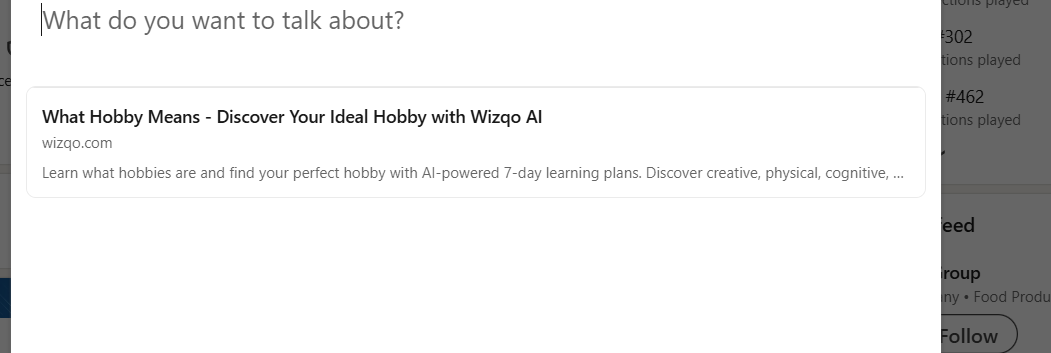 What do you want to talk about?
What Hobby Means - Discover Your Ideal Hobby with Wizqo AI
wizqo.com
Learn what hobbies are and find your perfect hobby with AI-powered 7-day learning plans. Discover creative, physical, cognitive, ...
#302
tions played
#462
tions played
eed
roup
ny • Food Produ
Follow